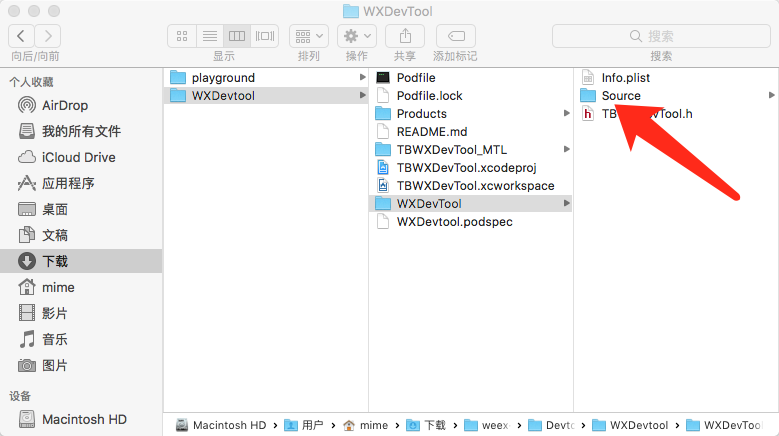 WXDevTool
搜索
向后/向前
显示
排列
操作
共享
添加标记
搜索
个人收藏
AirDrop
我的所有文件
iCloud Drive
应用程序
桌面
文稿
下载
mime
影片
音乐
图片
设备
Macintosh HD
playground
WXDevtool
Podfile
Podfile.lock
Products
README.md
TBWXDevTool_MTL
TBWXDevTool.xcodeproj
TBWXDevTool.xcworkspace
WXDevTool
WXDevtool.podspec
Info.plist
Source
Macintosh HD
用户
mime
下载
weex
Devto
WXDevtool
WXDevTool